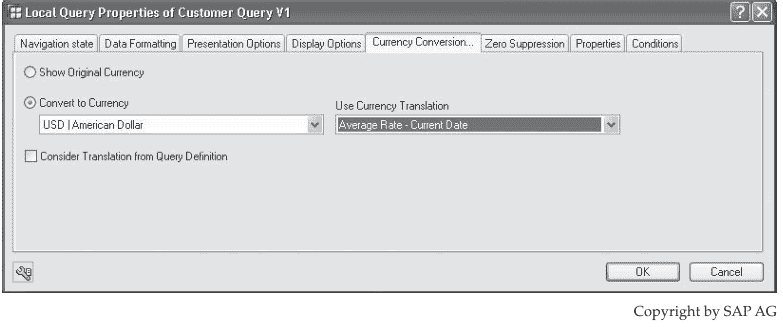 Local Query Properties of Customer Query V1
Navigation state Data Formatting Presentation Options Display Options Currency Conversion... Zero Suppression Properties Conditions
Show Original Currency
Convert to Currency Use Currency Translation
USD | American Dollar Average Rate - Current Date
Consider Translation from Query Definition
OK Cancel
Copyright by SAP AG